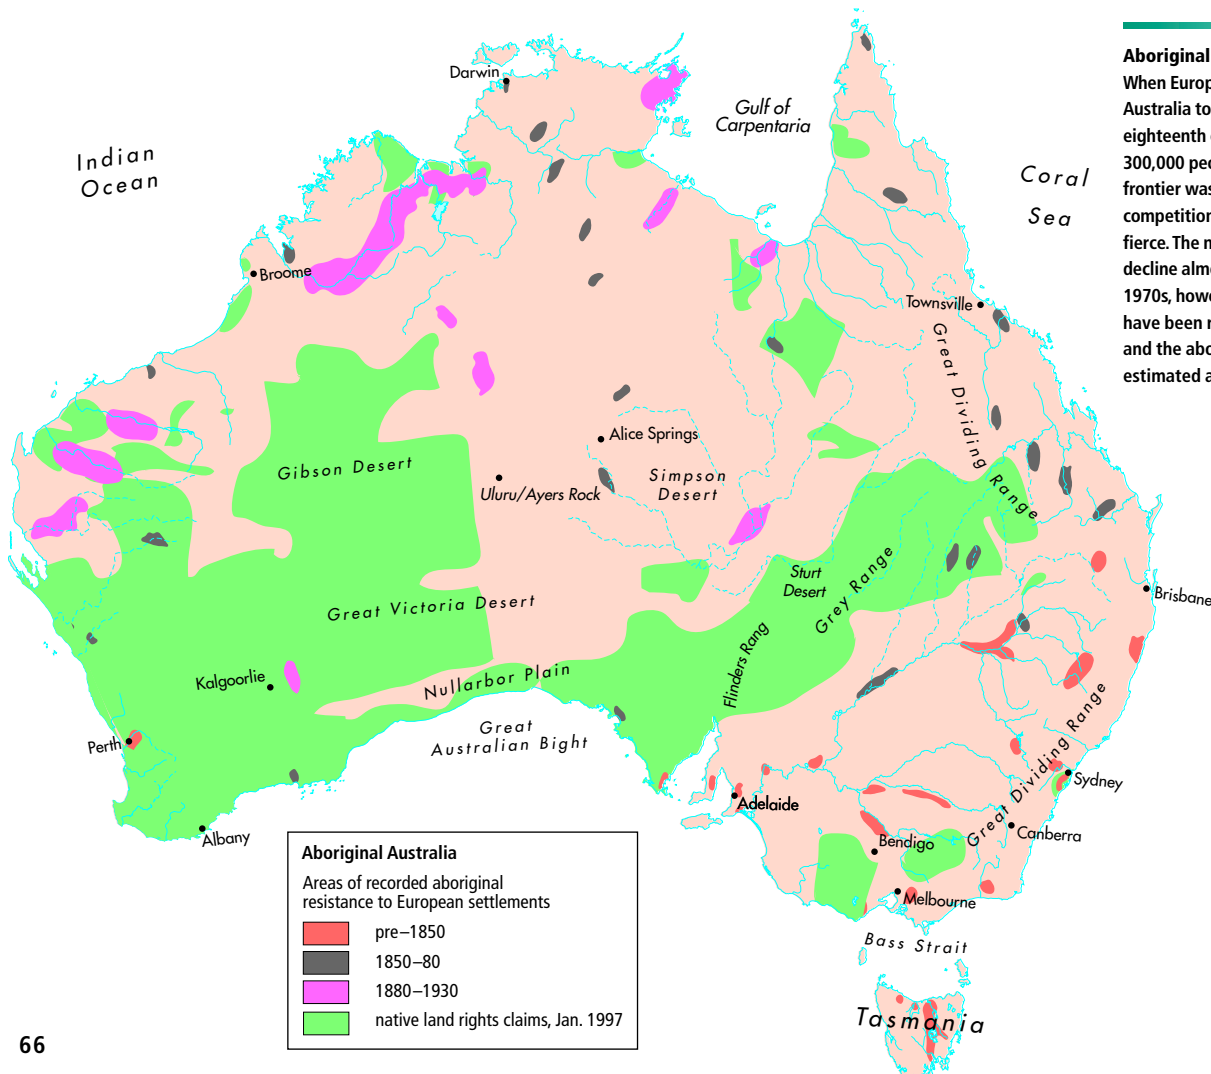 Darwin
Gulf of
Carpentaria
Indian
Ocean
Coral
Sea
Broome
Townsville
Great Dividing Range
Alice Springs
Gibson Desert
Simpson
Desert
Uluru/Ayers Rock
Sturt
Desert
Grey Range
Great Victoria Desert
Brisbane
Flinders Rang
Kalgoorlie
Nullarbor Plain
Great
Australian Bight
Perth
Great Dividing Range
Sydney
Adelaide
Albany
Canberra
Bendigo
Melbourne
Bass Strait
Tasmania
Aboriginal Australia
Areas of recorded aboriginal
resistance to European settlements
pre–1850
1850–80
1880–1930
native land rights claims, Jan. 1997
66
Aboriginal
When Europ
Australia to
eighteenth
300,000 pe
frontier was
competition
fierce. The n
decline alm
1970s, how
have been r
and the abo
estimated a